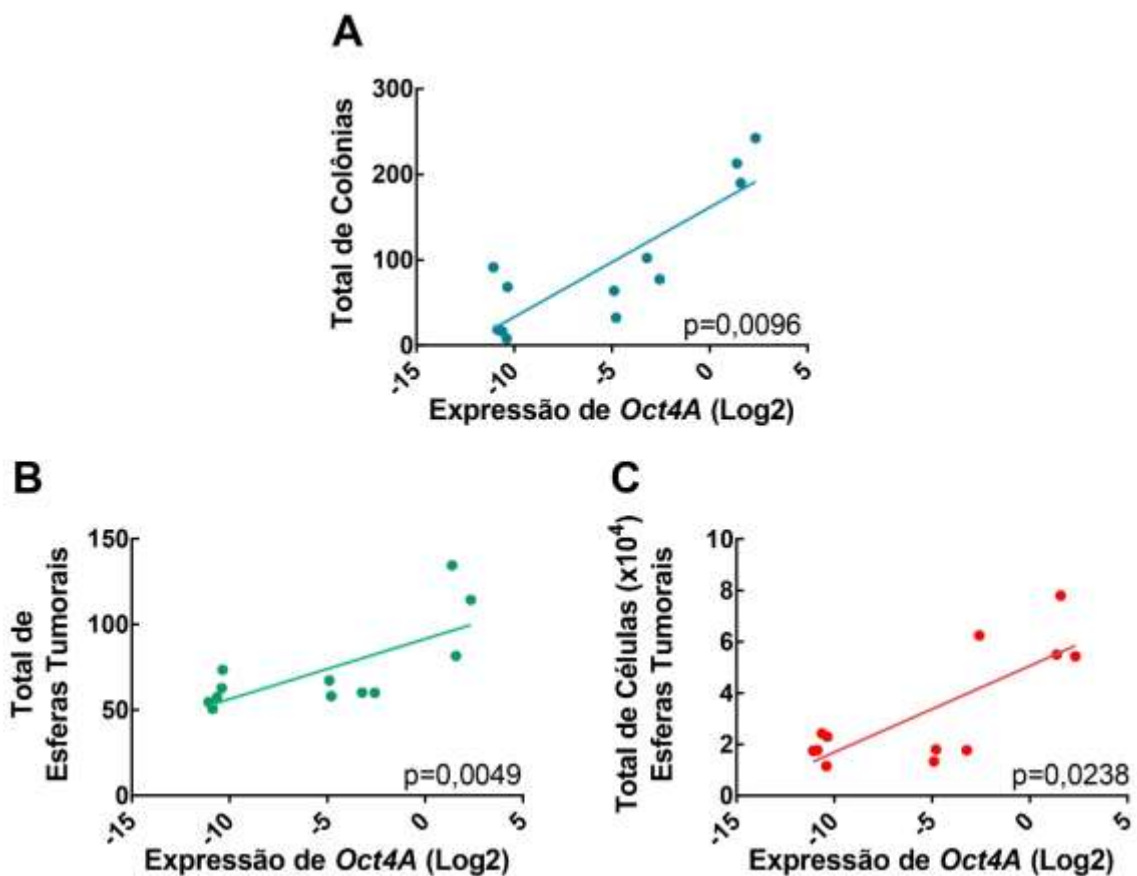 A
Total de Colônias
300
200
100
0
-15
-10
-5
0
5
p=0,0096
Expressão de Oct4A (Log2)
B
Total de
Esferas Tumorais
150
100
50
0
-15
-10
-5
0
5
p=0,0049
Expressão de Oct4A (Log2)
C
Total de Células (x10⁴)
Esferas Tumorais
10
8
6
4
2
0
-15
-10
-5
0
5
p=0,0238
Expressão de Oct4A (Log2)